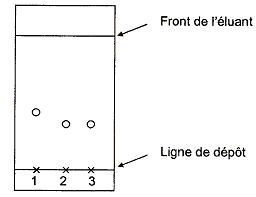 Front de l'éluant
Ligne de dépôt
1 2 3